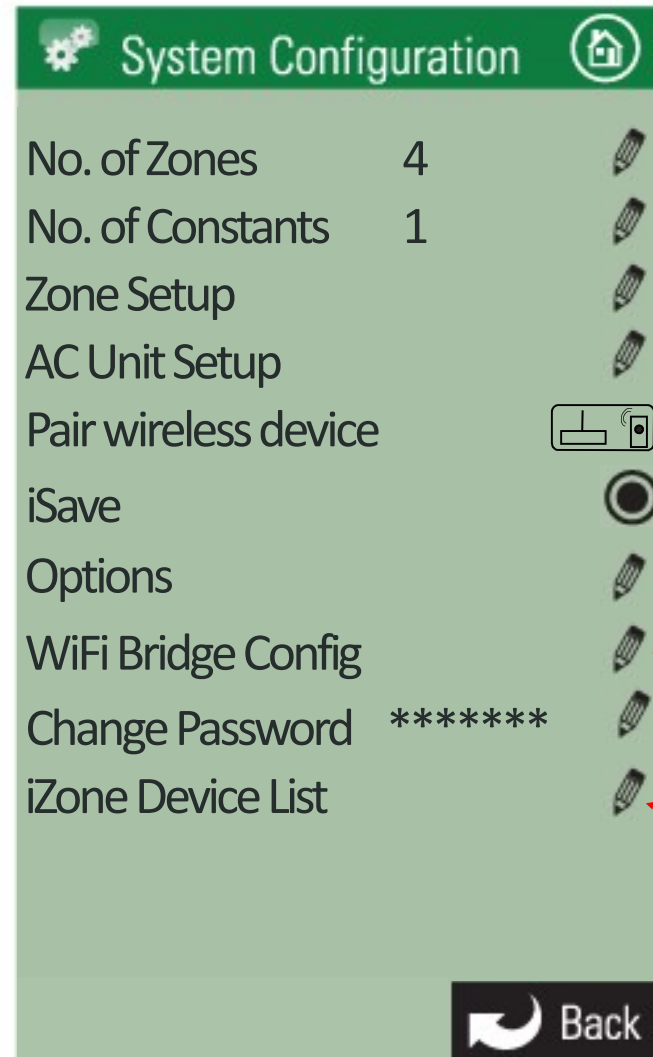 System Configuration
No. of Zones 4
No. of Constants 1
Zone Setup
AC Unit Setup
Pair wireless device
iSave
Options
WiFi Bridge Config
Change Password *******
iZone Device List
Back